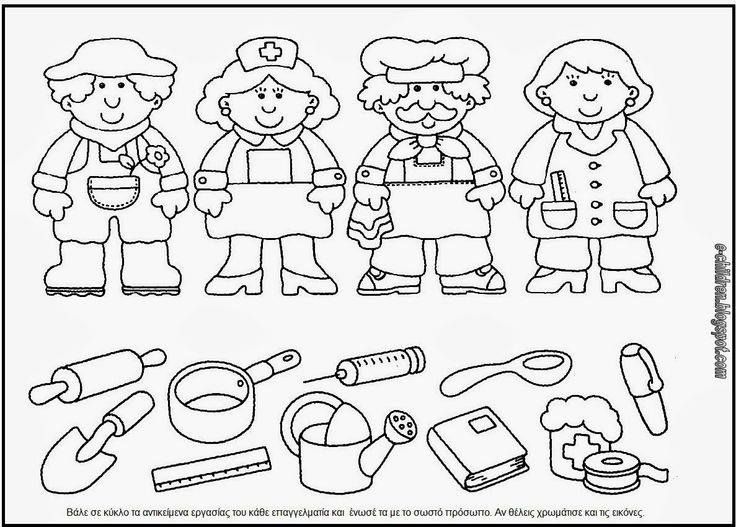 e-children.blogspot.com
Βάλε σε κύκλο τα αντικείμενα εργασίας του κάθε επαγγελματία και ένωσέ τα με το σωστό πρόσωπο. Αν θέλεις χρωμάτισε και τις εικόνες.